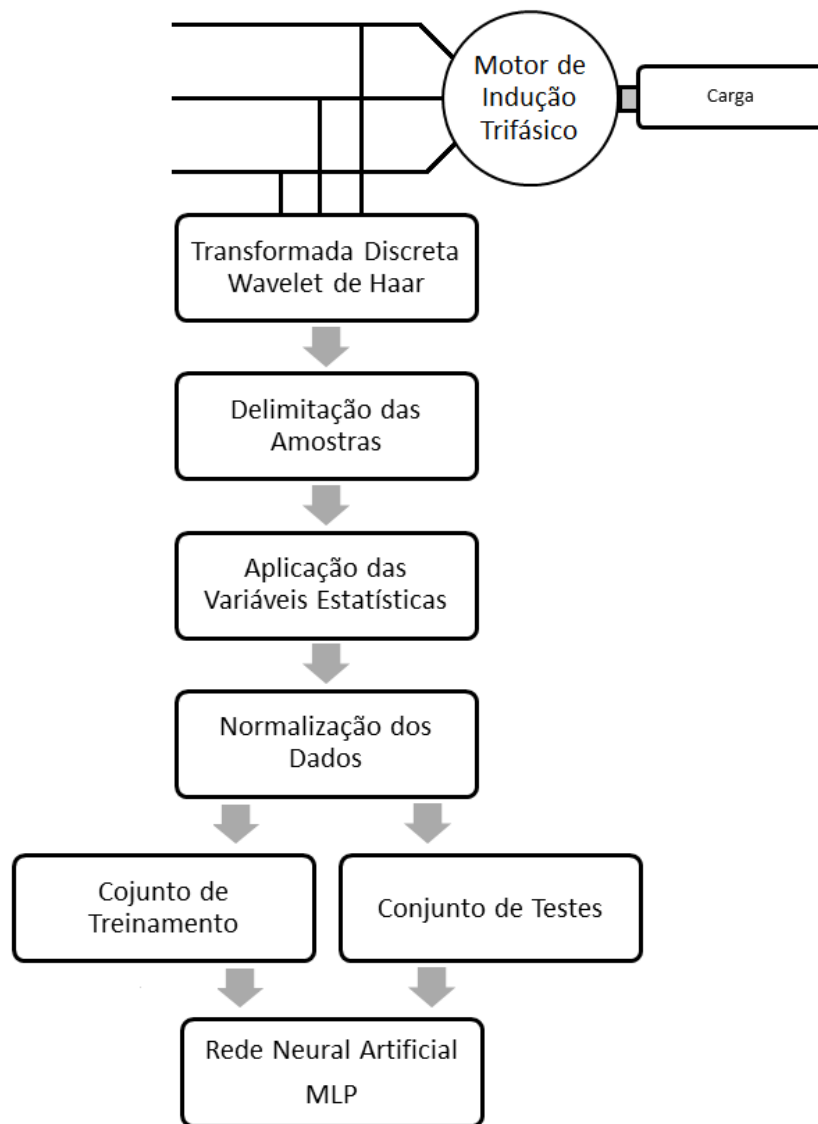 Motor de
Indução
Trifásico
Carga
Transformada Discreta
Wavelet de Haar
Delimitação das
Amostras
Aplicação das
Variáveis Estatísticas
Normalização dos
Dados
Cojunto de
Treinamento
Conjunto de Testes
Rede Neural Artificial
MLP